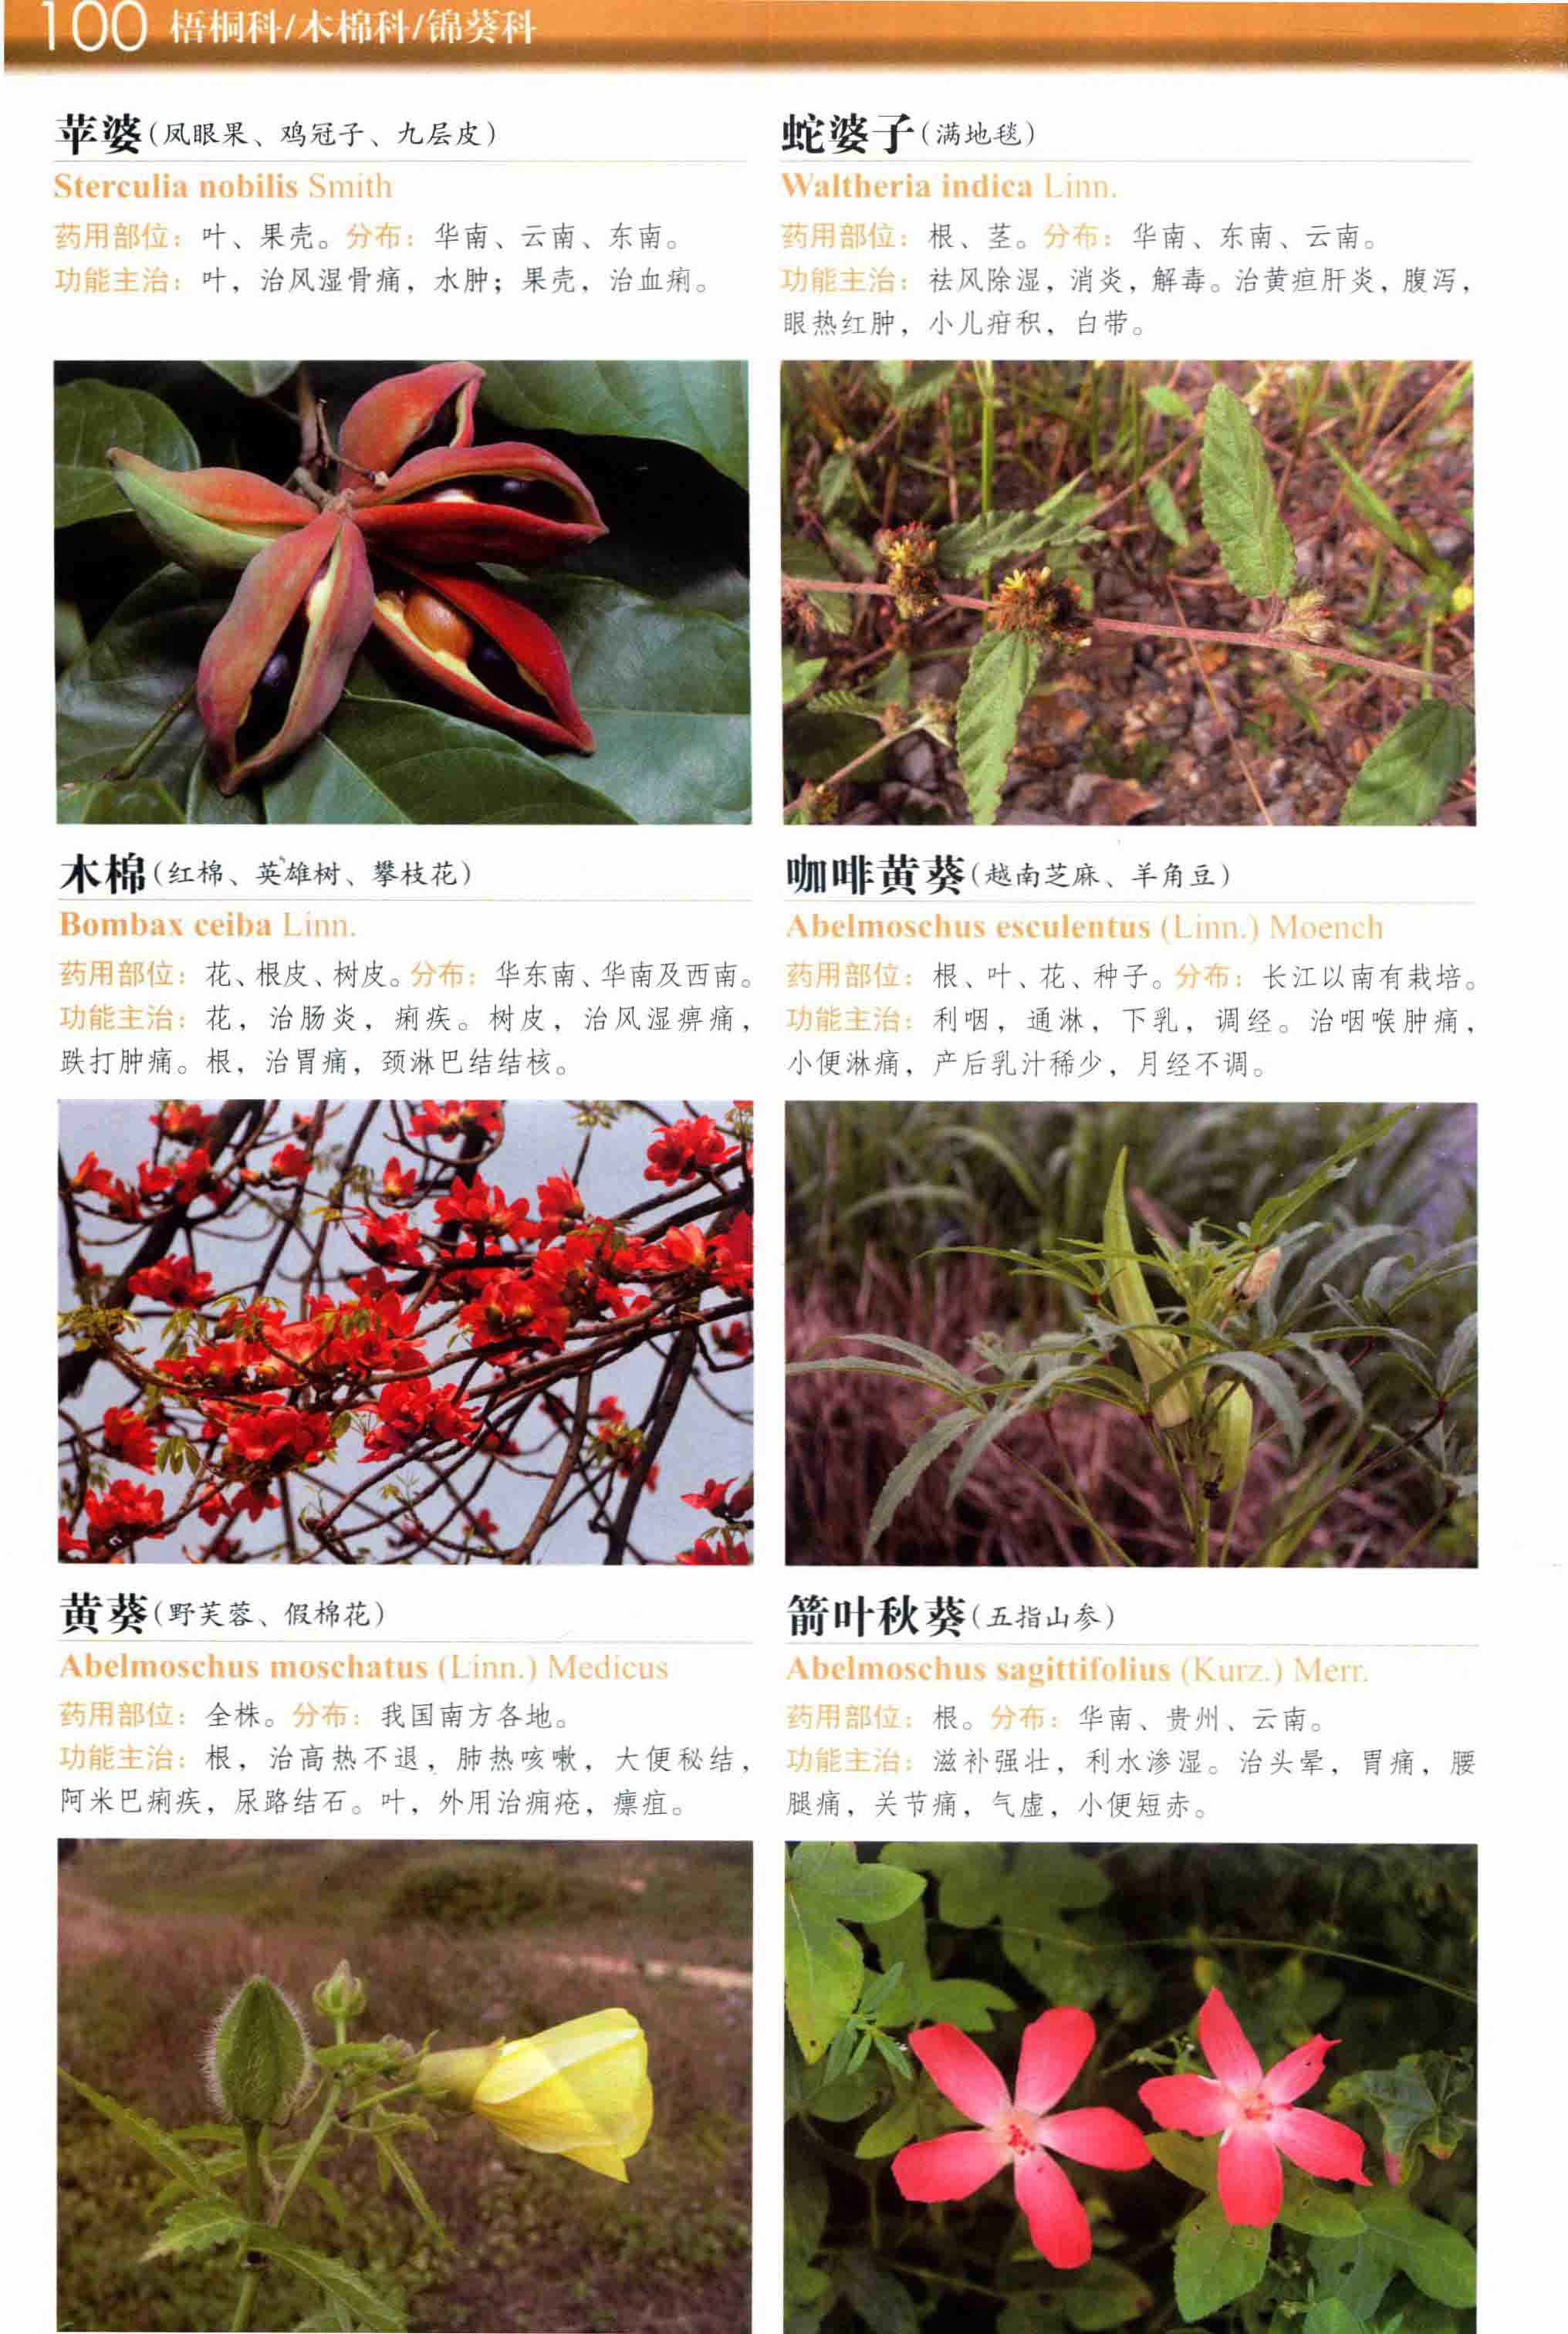 100 梧桐科/木棉科/锦葵科
苹婆(凤眼果、鸡冠子、九层皮)
Sterculia nobilis Smith
药用部位：叶、果壳。分布：华南、云南、东南。
功能主治：叶，治风湿骨痛，水肿；果壳，治血痢。
蛇婆子(满地毯)
Waltheria indica Linn.
药用部位：根、茎。分布：华南、东南、云南。
功能主治：祛风除湿，消炎，解毒。治黄疸肝炎，腹泻，
眼热红肿，小儿疳积，白带。
木棉(红棉、英雄树、攀枝花)
Bombax ceiba Linn.
药用部位：花、根皮、树皮。分布：华东南、华南及西南。
功能主治：花，治肠炎，痢疾。树皮，治风湿痹痛，
跌打肿痛。根，治胃痛，颈淋巴结结核。
咖啡黄葵(越南芝麻、羊角豆)
Abelmoschus esculentus (Linn.) Moench
药用部位：根、叶、花、种子。分布：长江以南有栽培。
功能主治：利咽，通淋，下乳，调经。治咽喉肿痛，
小便淋痛，产后乳汁稀少，月经不调。
黄葵(野芙蓉、假棉花)
Abelmoschus moschatus (Linn.) Medicus
药用部位：全株。分布：我国南方各地。
功能主治：根，治高热不退，肺热咳嗽，大便秘结，
阿米巴痢疾，尿路结石。叶，外用治痈疮，瘭疽。
箭叶秋葵(五指山参)
Abelmoschus sagittifolius (Kurz.) Merr.
药用部位：根。分布：华南、贵州、云南。
功能主治：滋补强壮，利水渗湿。治头晕，胃痛，腰
腿痛，关节痛，气虚，小便短赤。